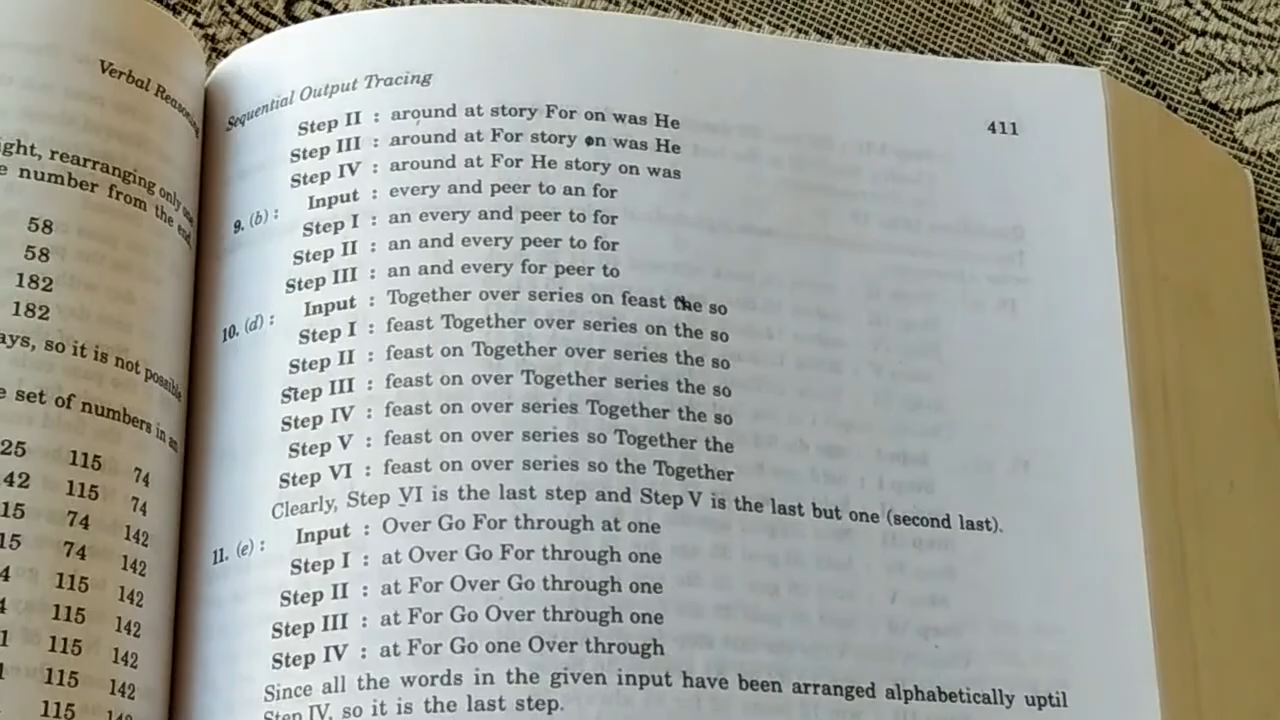 Verbal Reasoning
ight, rearranging only one
e number from the end.
58
58
182
182
ays, so it is not possible
e set of numbers in an
25 115 74
42 115 74
15 74 142
15 74 142
4 115 142
4 115 142
1 115 142
1 115 142
115
Sequential Output Tracing
411
Step II : around at story For on was He
Step III : around at For story on was He
Step IV : around at For He story on was
9. (b) : Input : every and peer to an for
Step I : an every and peer to for
Step II : an and every peer to for
Step III : an and every for peer to
10. (d) : Input : Together over series on feast the so
Step I : feast Together over series on the so
Step II : feast on Together over series the so
Step III : feast on over Together series the so
Step IV : feast on over series Together the so
Step V : feast on over series so Together the
Step VI : feast on over series so the Together
Clearly, Step VI is the last step and Step V is the last but one (second last).
11. (e) : Input : Over Go For through at one
Step I : at Over Go For through one
Step II : at For Over Go through one
Step III : at For Go Over through one
Step IV : at For Go one Over through
Since all the words in the given input have been arranged alphabetically uptil
Step IV, so it is the last step.